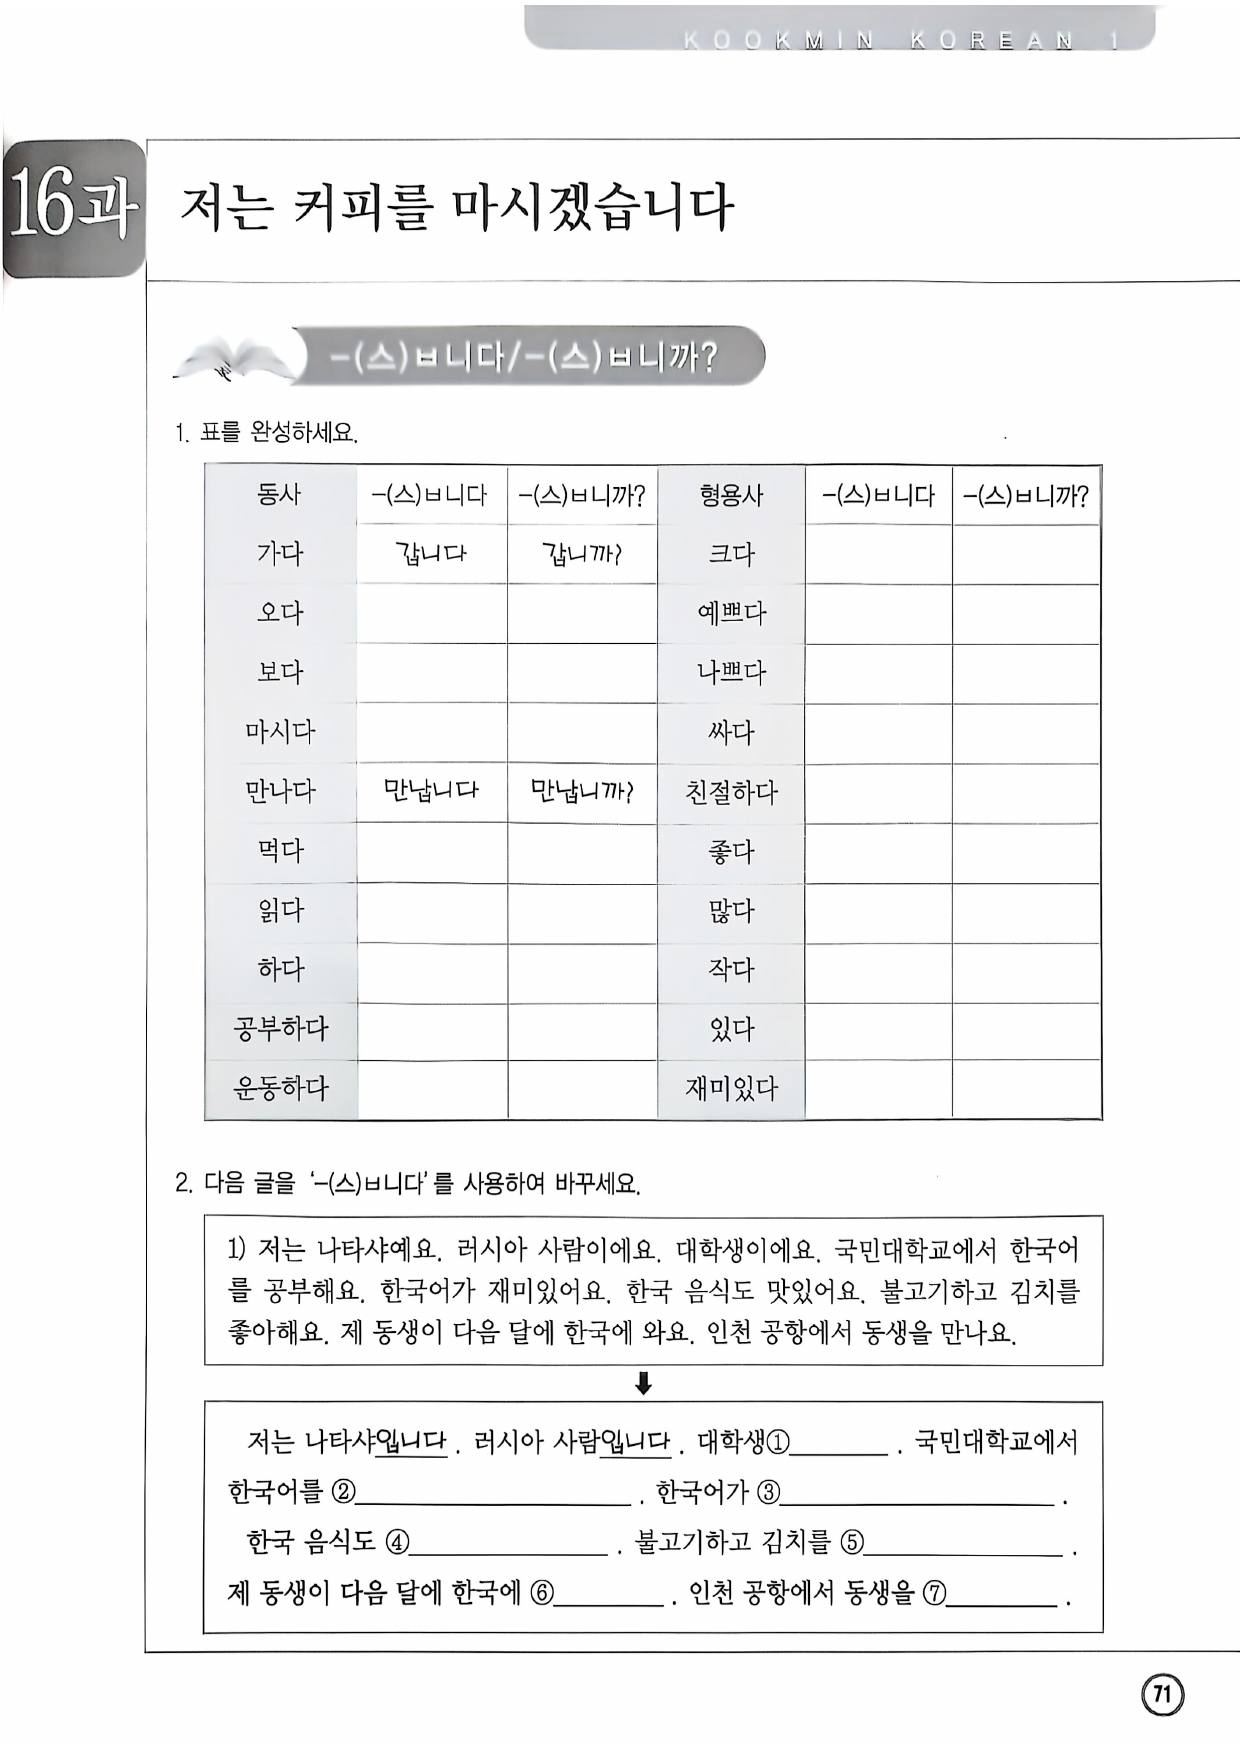 KOOKMIN KOREAN 1
16과 저는 커피를 마시겠습니다
-(스)ㅂ니다/-(스)ㅂ니까?
1. 표를 완성하세요.
동사 -(스)ㅂ니다 -(스)ㅂ니까? 형용사 -(스)ㅂ니다 -(스)ㅂ니까?
가다 갑니다 갑니까? 크다
오다 예쁘다
보다 나쁘다
마시다 싸다
만나다 만납니다 만납니까? 친절하다
먹다 좋다
읽다 많다
하다 작다
공부하다 있다
운동하다 재미있다
2. 다음 글을 '-(스)ㅂ니다'를 사용하여 바꾸세요.
1) 저는 나타샤예요. 러시아 사람이에요. 대학생이에요. 국민대학교에서 한국어
를 공부해요. 한국어가 재미있어요. 한국 음식도 맛있어요. 불고기하고 김치를
좋아해요. 제 동생이 다음 달에 한국에 와요. 인천 공항에서 동생을 만나요.
저는 나타샤입니다. 러시아 사람입니다. 대학생①________. 국민대학교에서
한국어를 ②________. 한국어가 ③________.
한국 음식도 ④________. 불고기하고 김치를 ⑤________.
제 동생이 다음 달에 한국에 ⑥________. 인천 공항에서 동생을 ⑦________.
71